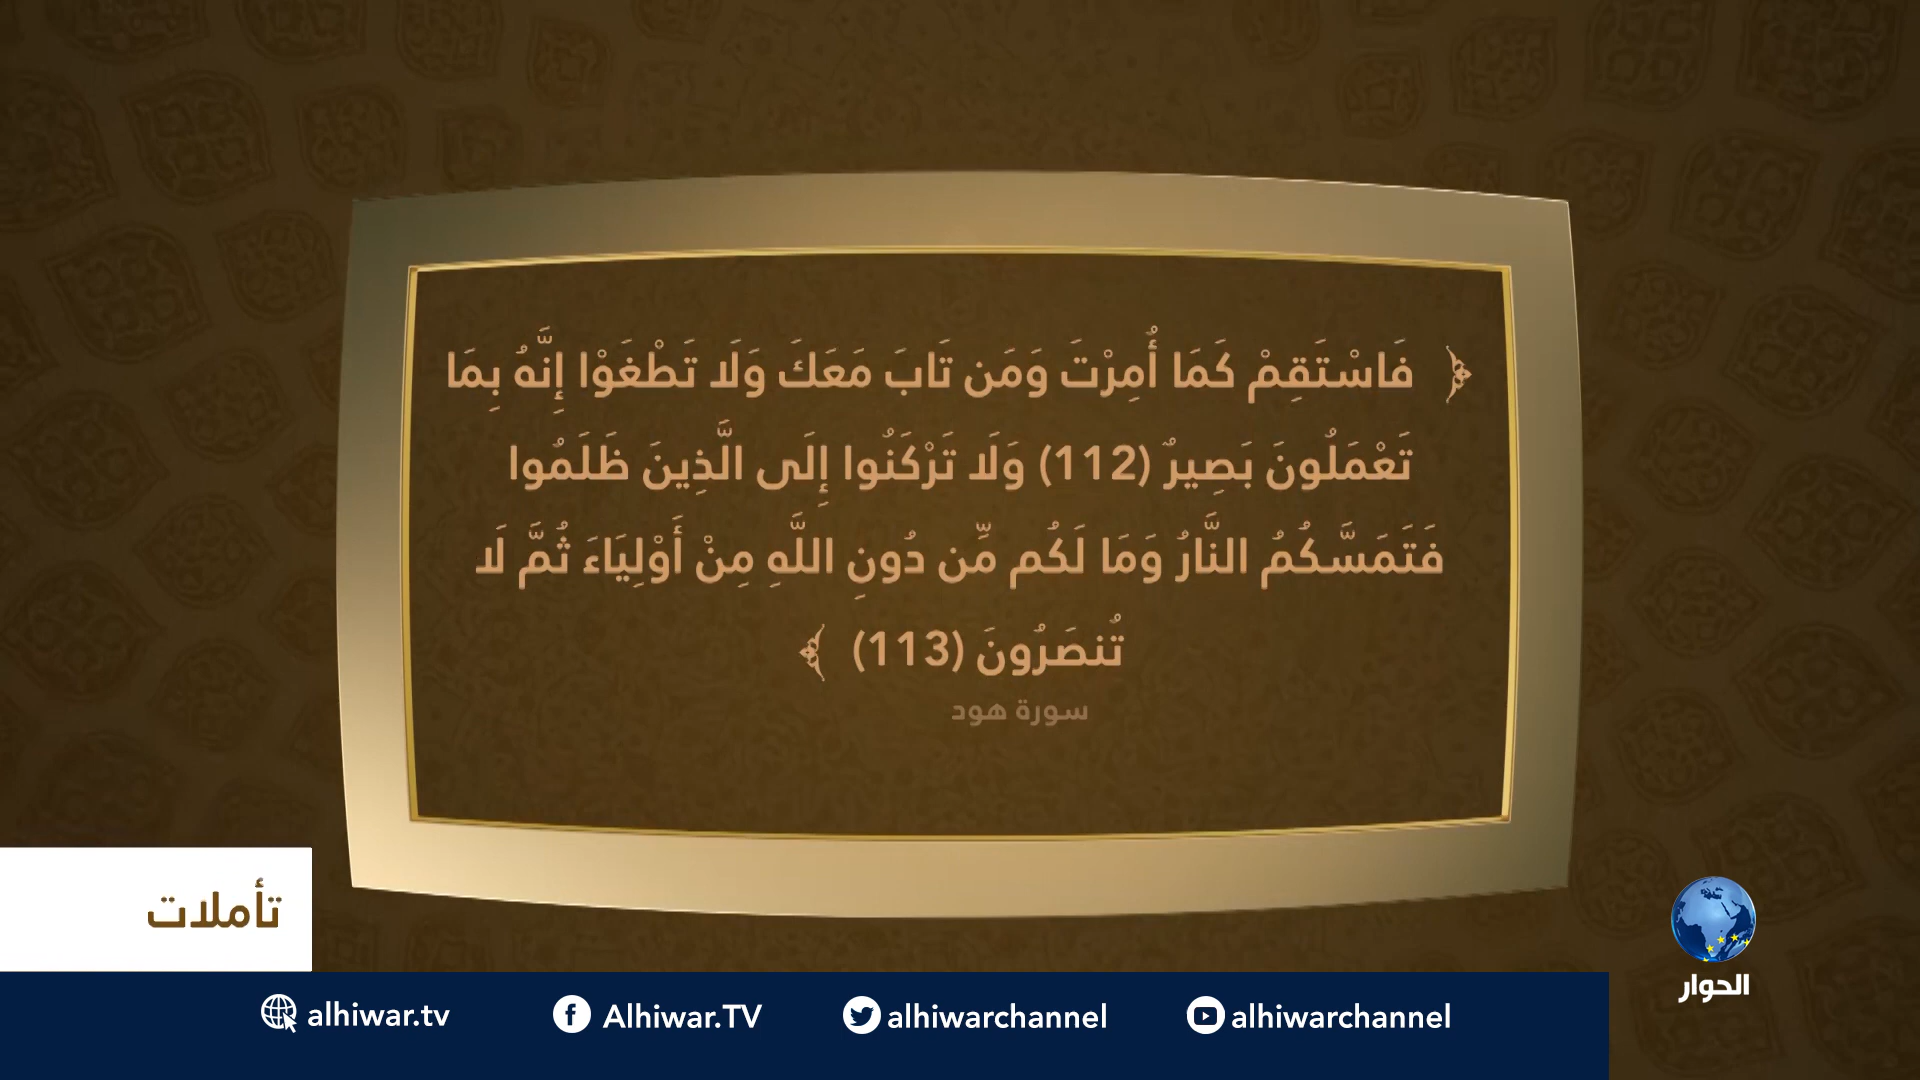 ﴿ فَاسْتَقِمْ كَمَا أُمِرْتَ وَمَن تَابَ مَعَكَ وَلَا تَطْغَوْا إِنَّهُ بِمَا
تَعْمَلُونَ بَصِيرٌ (112) وَلَا تَرْكَنُوا إِلَى الَّذِينَ ظَلَمُوا
فَتَمَسَّكُمُ النَّارُ وَمَا لَكُم مِّن دُونِ اللَّهِ مِنْ أَوْلِيَاءَ ثُمَّ لَا
تُنصَرُونَ (113) ﴾
سورة هود
تأملات
الحوار
alhiwar.tv
Alhiwar.TV
alhiwarchannel
alhiwarchannel